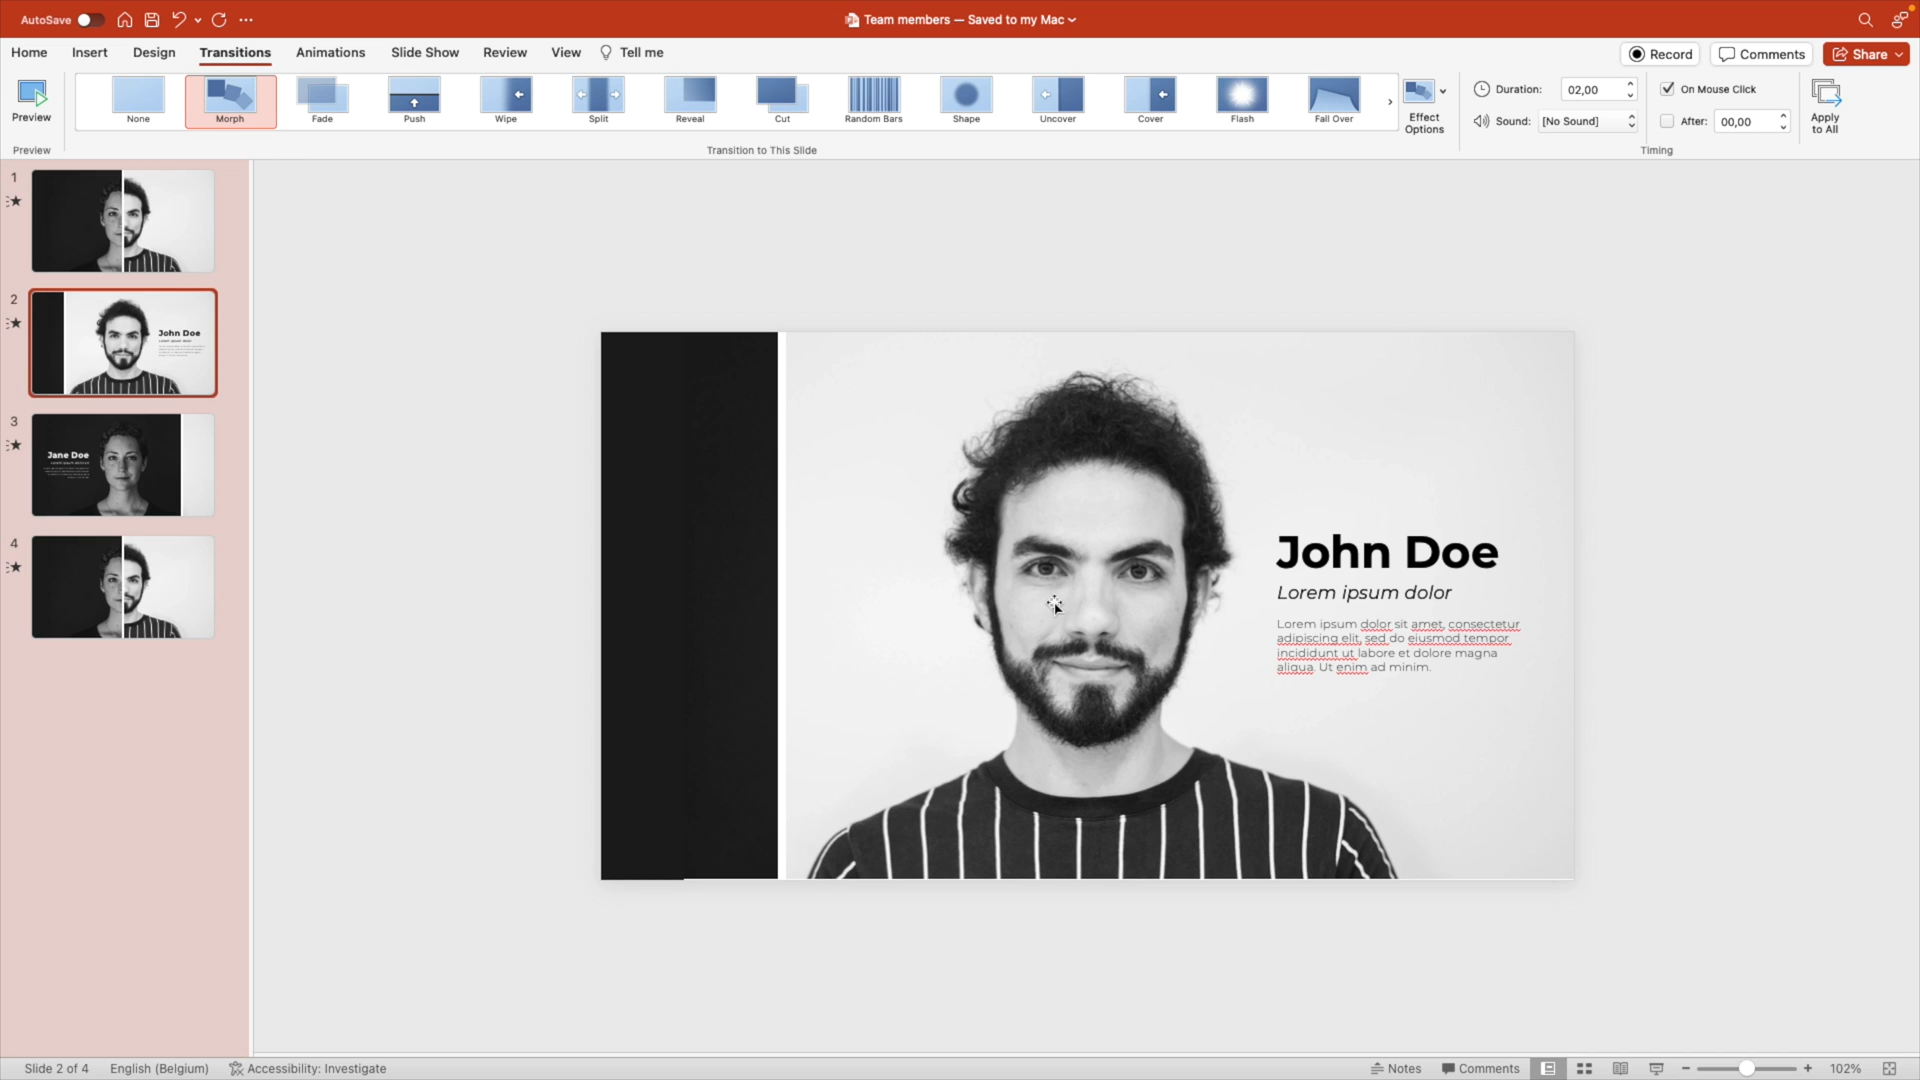 AutoSave
Team members — Saved to my Mac
Home
Insert
Design
Transitions
Animations
Slide Show
Review
View
Tell me
Record
Comments
Share
Preview
None
Morph
Fade
Push
Wipe
Split
Reveal
Cut
Random Bars
Shape
Uncover
Cover
Flash
Fall Over
Effect
Options
Duration:
02,00
On Mouse Click
Sound:
[No Sound]
After:
00,00
Apply
to All
Preview
Transition to This Slide
Timing
1
2
John Doe
3
Jane Doe
4
John Doe
Lorem ipsum dolor
Lorem ipsum dolor sit amet, consectetur
adipiscing elit, sed do eiusmod tempor
incididunt ut labore et dolore magna
aliqua. Ut enim ad minim.
Slide 2 of 4
English (Belgium)
Accessibility: Investigate
Notes
Comments
102%